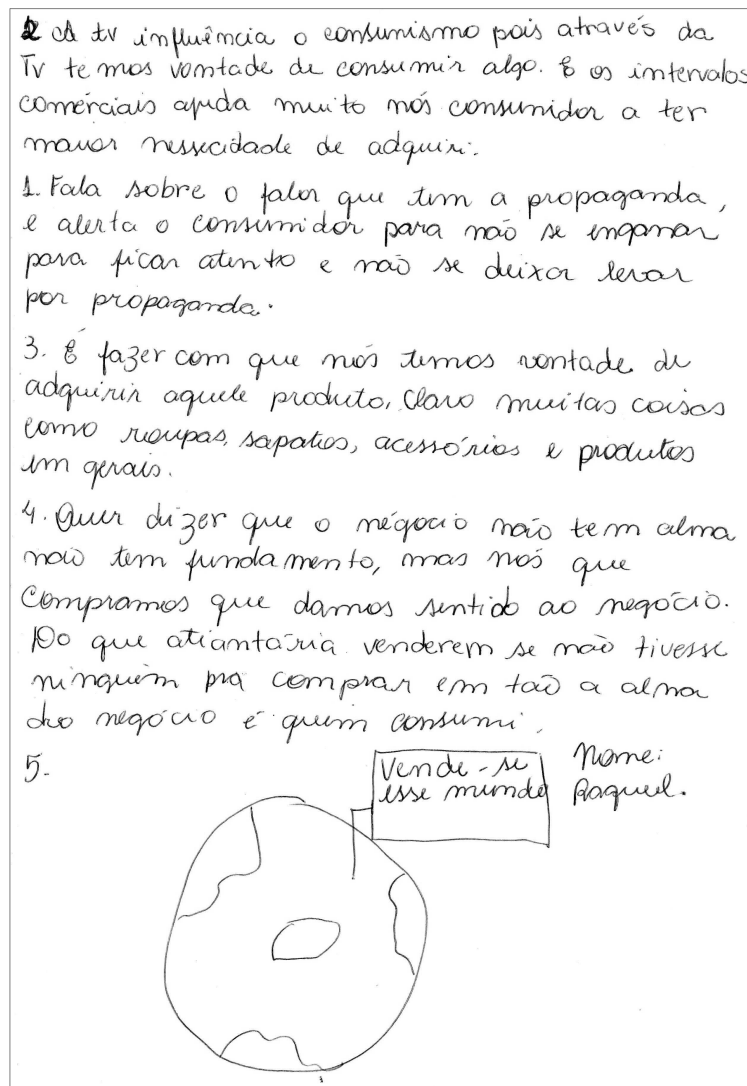 2 A tv influência o consumismo pois através da
Tv temos vontade de consumir algo. E os intervalos
comérciais ajuda muito nós consumidor a ter
maior nessecidade de adquiri.
1. Fala sobre o falor que tem a propaganda,
e alerta o consumidor para não se enganar
para ficar atento e não se deixar levar
por propaganda.
3. É fazer com que nós temos vontade de
adquirir aquele produto, Claro muitas coisas
como roupas, sapatos, acessórios e produtos
em gerais.
4. Quer dizer que o négocio não tem alma
não tem fundamento, mas nós que
Compramos que damos sentido ao negócio.
Do que atiantaria venderem se não tivesse
ninguém pra comprar em tão a alma
do negócio é quem consumi.
5.
Vende-se
esse mundo
Nome:
Raquel.